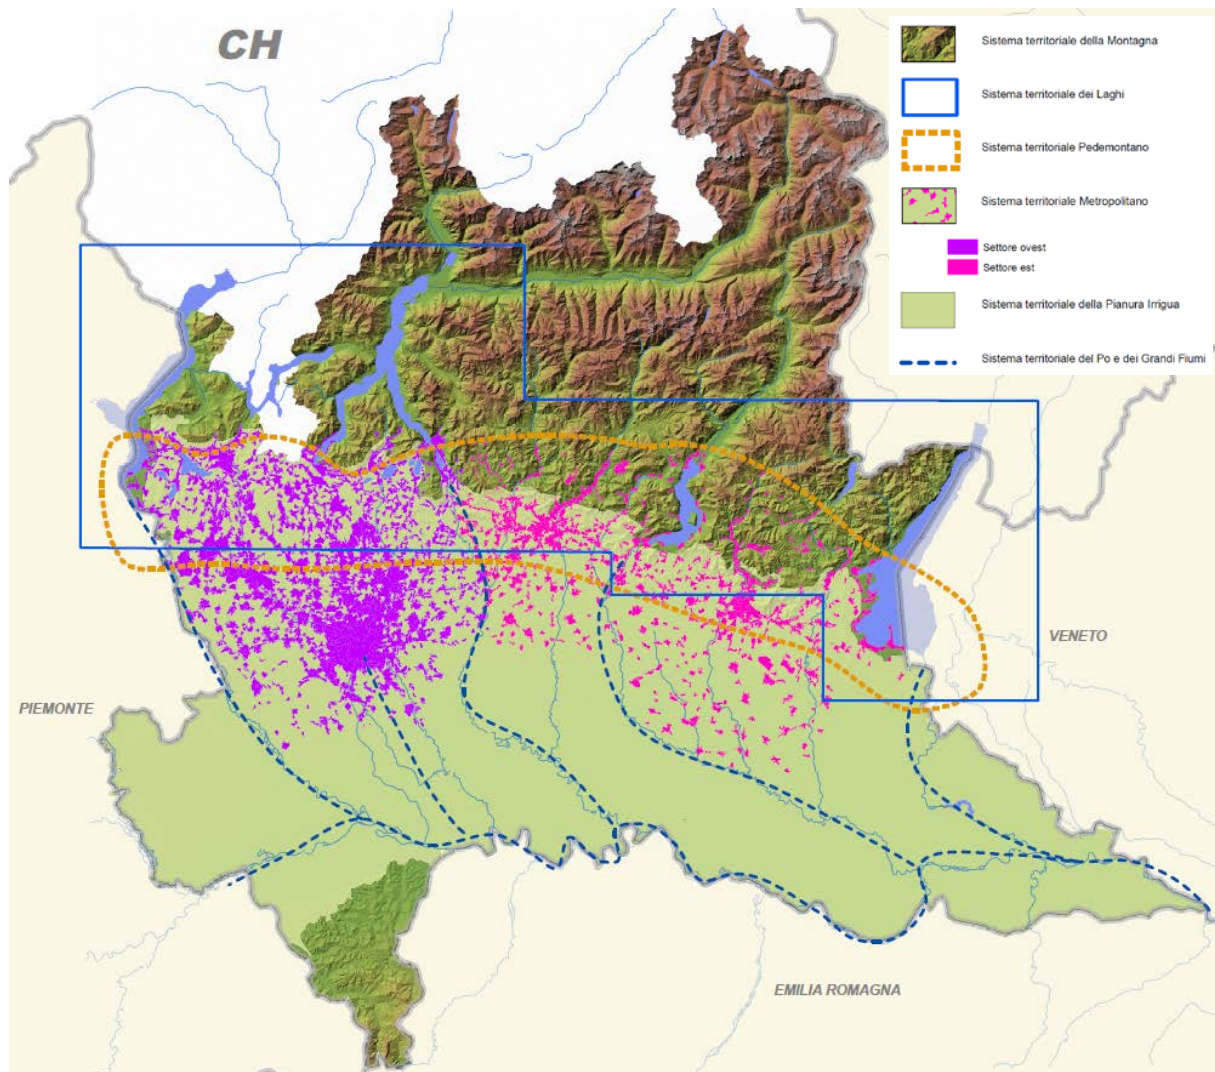 CH
Sistema territoriale della Montagna
Sistema territoriale dei Laghi
Sistema territoriale Pedemontano
Sistema territoriale Metropolitano
Settore ovest
Settore est
Sistema territoriale della Pianura Irrigua
Sistema territoriale del Po e dei Grandi Fiumi
VENETO
PIEMONTE
EMILIA ROMAGNA